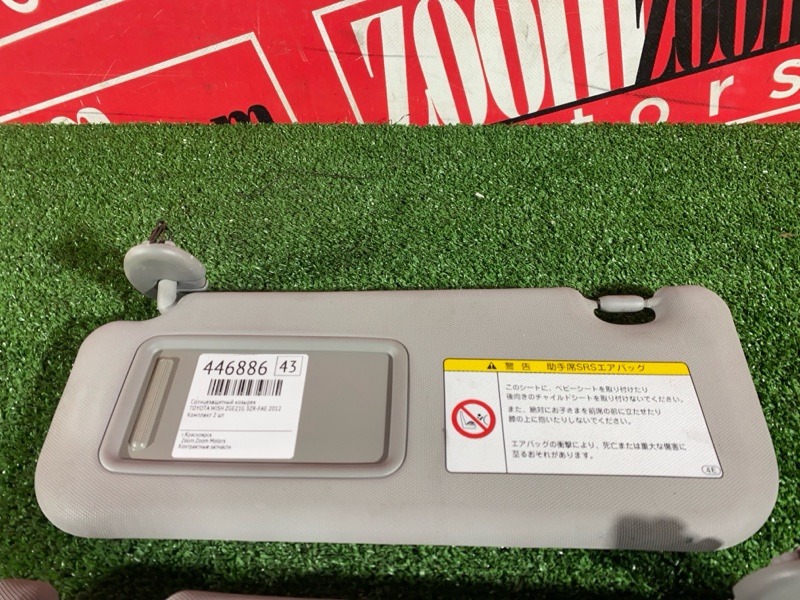 ZOOM
ZOOM
tors
446886 43
Солнцезащитный козырек
TOYOTA WISH ZGE21G 3ZR-FAE 2012
Комплект 2 шт
г.Красноярск
Zoom Zoom Motors
Контрактные запчасти
警告 助手席SRSエアバッグ
このシートに、ベビーシートを取り付けたり
後向きのチャイルドシートを取り付けないでください。
また、絶対にお子さまを前席の前に立たせたり
膝の上に抱いたりしないでください。
エアバッグの衝撃により、死亡または重大な傷害に
至るおそれがあります。
4E